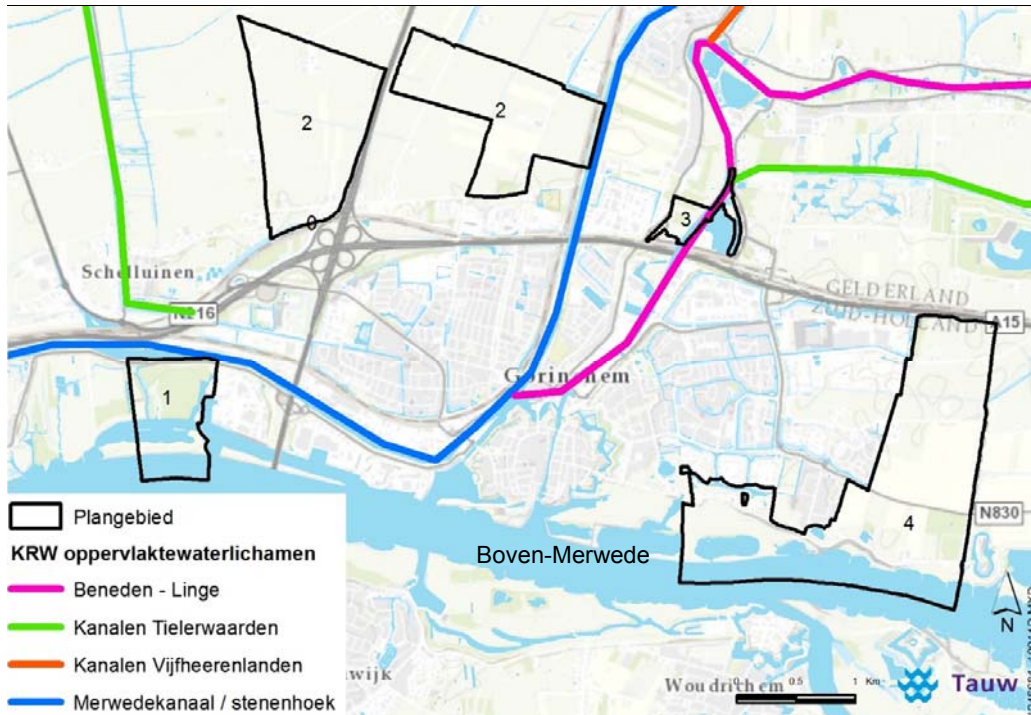 2
2
0
3
Schelluinen
N216
GELDERLAND
ZUID-HOLLAND
A15
Gorinchem
1
Plangebied
KRW oppervlaktewaterlichamen
Beneden - Linge
Kanalen Tielerwaarden
Kanalen Vijfheerenlanden
Merwedekanaal / stenenhoek
Boven-Merwede
4
N830
N
Woudrichem
0 0.5 1 Km
Tauw